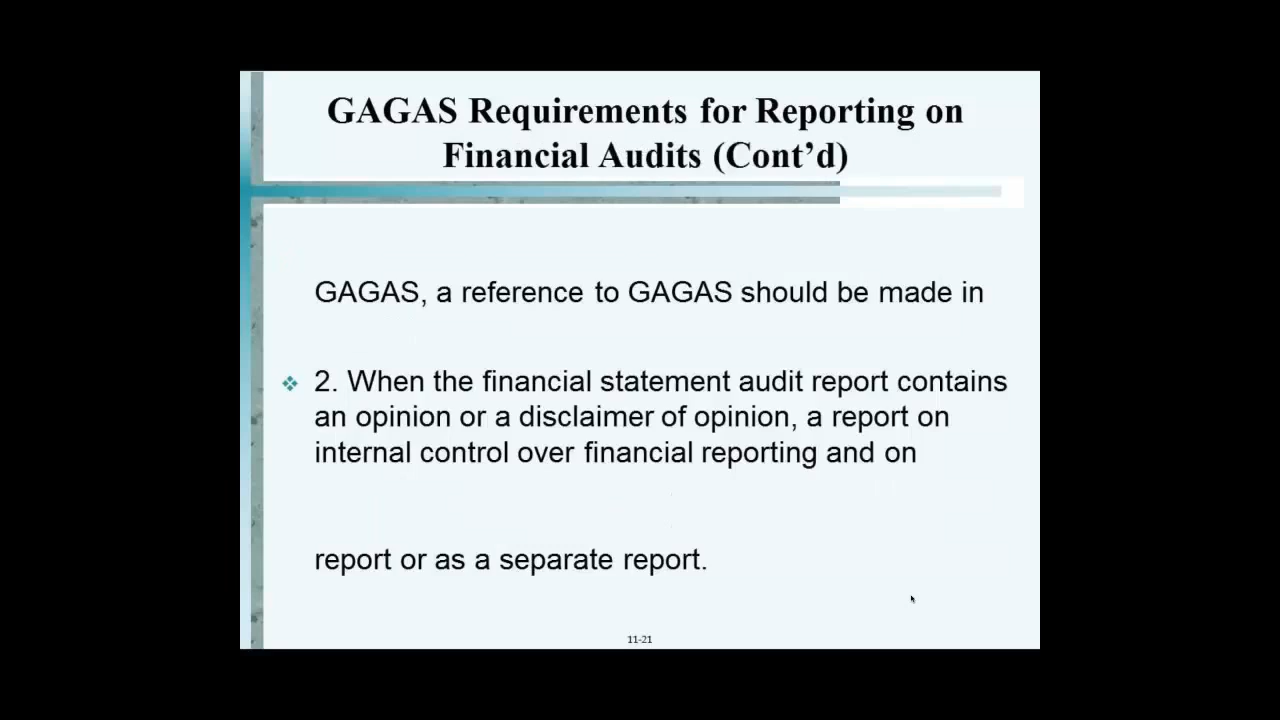 GAGAS Requirements for Reporting on
Financial Audits (Cont’d)
GAGAS, a reference to GAGAS should be made in
2. When the financial statement audit report contains
an opinion or a disclaimer of opinion, a report on
internal control over financial reporting and on
report or as a separate report.
11-21